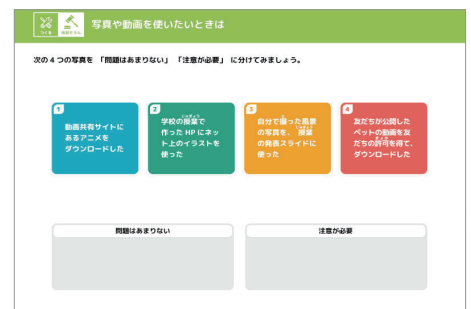 写真や動画を使いたいときは
次の4つの写真を 「問題はあまりない」 「注意が必要」 に分けてみましょう。
1
動画共有サイトに
あるアニメを
ダウンロードした
2
じゅぎょう
学校の授業で
作ったHPにネッ
ト上のイラストを
使った
3
自分で撮った風景
の写真を、授業
の発表スライドに
使った
4
友だちが公開した
ペットの動画を友
だちの許可を得て、
ダウンロードした
問題はあまりない
注意が必要